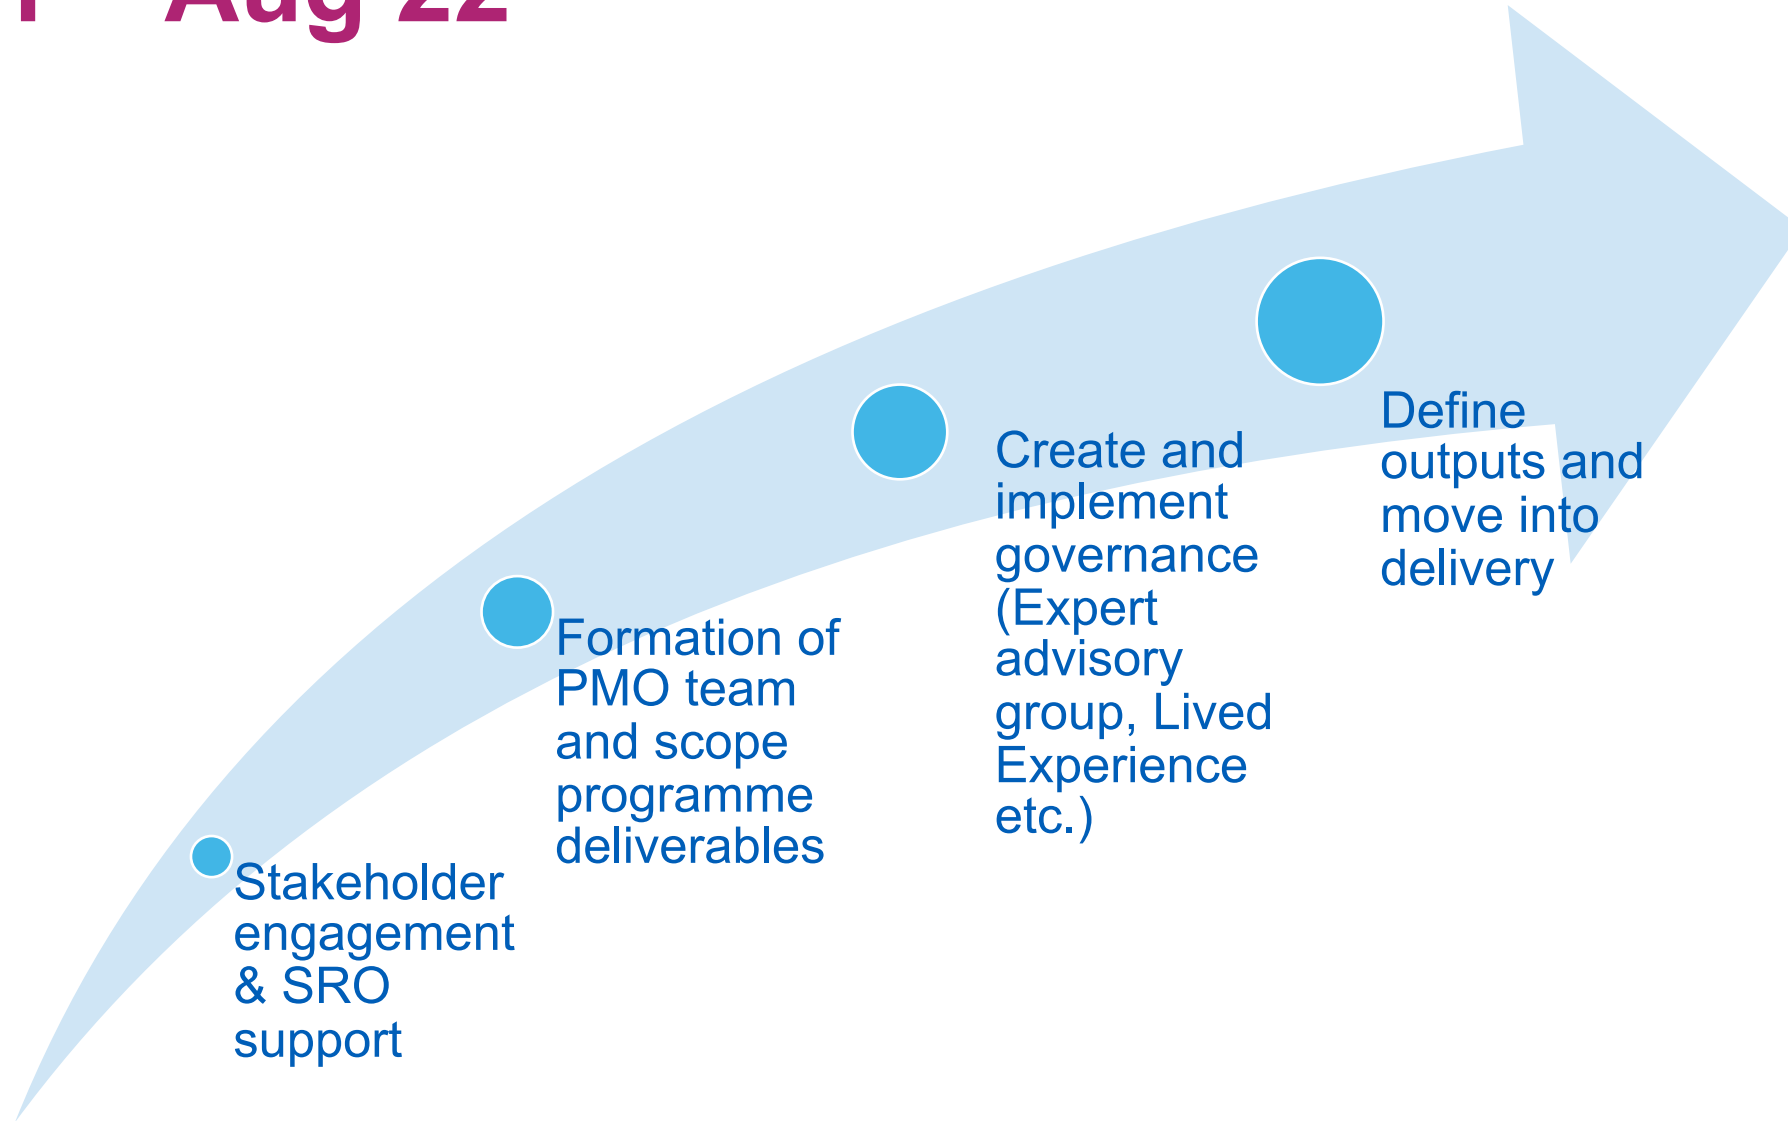 Aug 22
Stakeholder
engagement
& SRO
support
Formation of
PMO team
and scope
programme
deliverables
Create and
implement
governance
(Expert
advisory
group, Lived
Experience
etc.)
Define
outputs and
move into
delivery